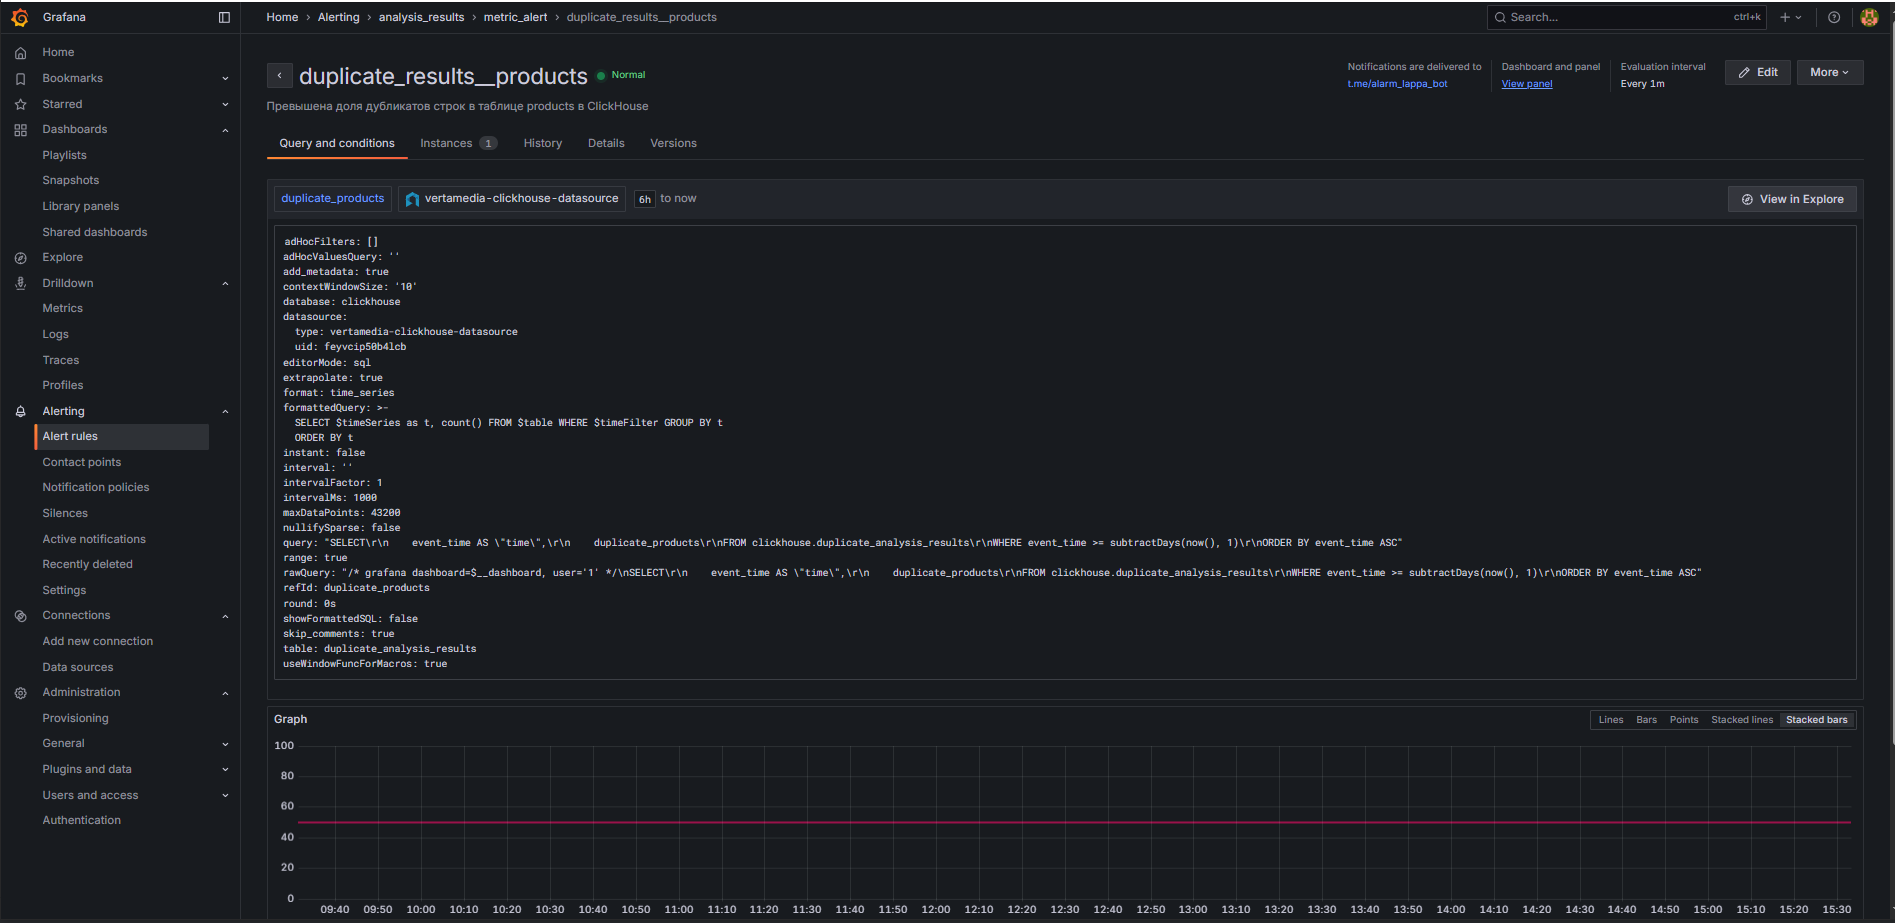 Grafana
Home › Alerting › analysis_results › metric_alert › duplicate_results__products
Search...
ctrl+k
Home
Bookmarks
Starred
Dashboards
Playlists
Snapshots
Library panels
Shared dashboards
Explore
Drilldown
Metrics
Logs
Traces
Profiles
Alerting
Alert rules
Contact points
Notification policies
Silences
Active notifications
Recently deleted
Settings
Connections
Add new connection
Data sources
Administration
Provisioning
General
Plugins and data
Users and access
Authentication
duplicate_results__products
Normal
Превышена доля дубликатов строк в таблице products в ClickHouse
Notifications are delivered to
t.me/alarm_lappa_bot
Dashboard and panel
View panel
Evaluation interval
Every 1m
Edit
More
Query and conditions
Instances 1
History
Details
Versions
duplicate_products
vertamedia-clickhouse-datasource
6h to now
View in Explore
adHocFilters: []
adHocValuesQuery: ''
add_metadata: true
contextWindowSize: '10'
database: clickhouse
datasource:
type: vertamedia-clickhouse-datasource
uid: feyvcip50b4lcb
editorMode: sql
extrapolate: true
format: time_series
formattedQuery: >-
SELECT $timeSeries as t, count() FROM $table WHERE $timeFilter GROUP BY t
ORDER BY t
instant: false
interval: ''
intervalFactor: 1
intervalMs: 1000
maxDataPoints: 43200
nullifySparse: false
query: "SELECT\r\n    event_time AS \"time\",\r\n    duplicate_products\r\nFROM clickhouse.duplicate_analysis_results\r\nWHERE event_time >= subtractDays(now(), 1)\r\nORDER BY event_time ASC"
range: true
rawQuery: "/* grafana dashboard=$__dashboard, user='1' */\nSELECT\r\n    event_time AS \"time\",\r\n    duplicate_products\r\nFROM clickhouse.duplicate_analysis_results\r\nWHERE event_time >= subtractDays(now(), 1)\r\nORDER BY event_time ASC"
refId: duplicate_products
round: 0s
showFormattedSQL: false
skip_comments: true
table: duplicate_analysis_results
useWindowFuncForMacros: true
Graph
Lines
Bars
Points
Stacked lines
Stacked bars
100
80
60
40
20
0
09:40 09:50 10:00 10:10 10:20 10:30 10:40 10:50 11:00 11:10 11:20 11:30 11:40 11:50 12:00 12:10 12:20 12:30 12:40 12:50 13:00 13:10 13:20 13:30 13:40 13:50 14:00 14:10 14:20 14:30 14:40 14:50 15:00 15:10 15:20 15:30